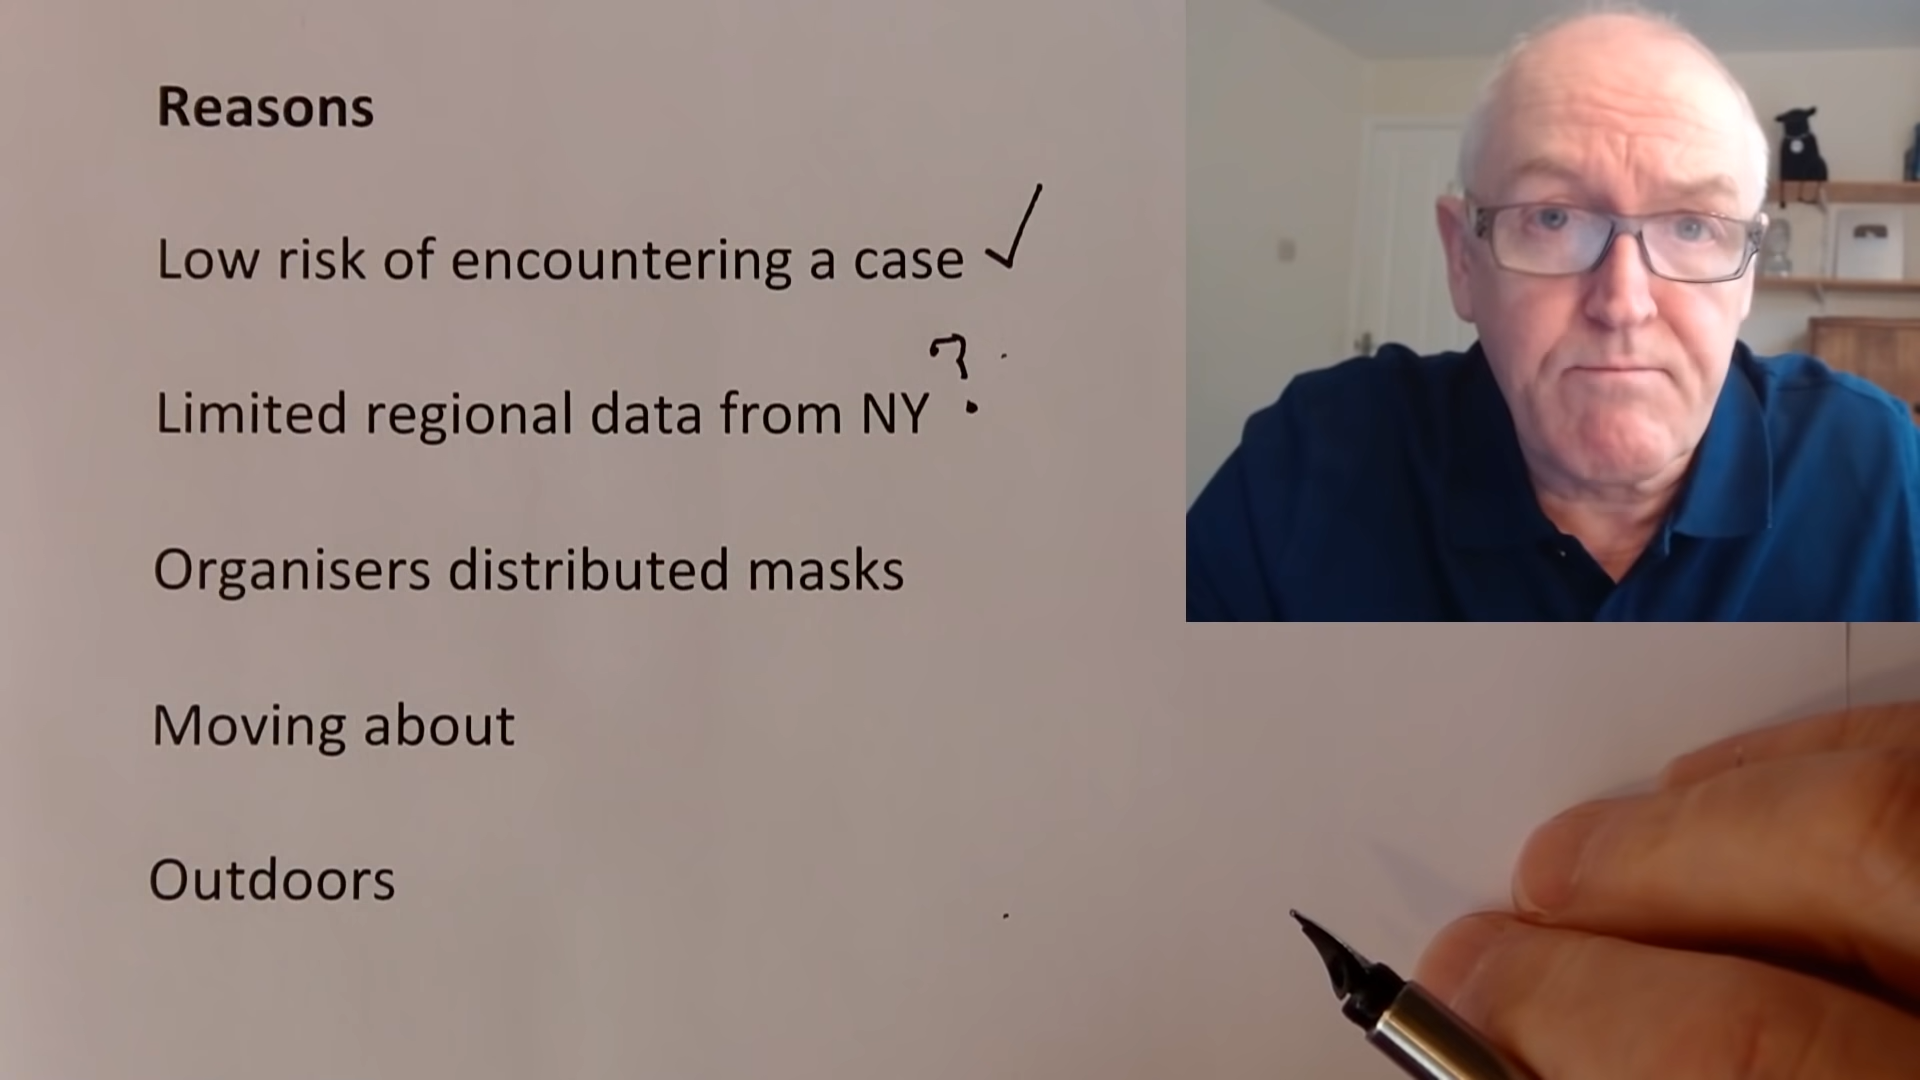 Reasons
Low risk of encountering a case ✓
Limited regional data from NY ?
Organisers distributed masks
Moving about
Outdoors